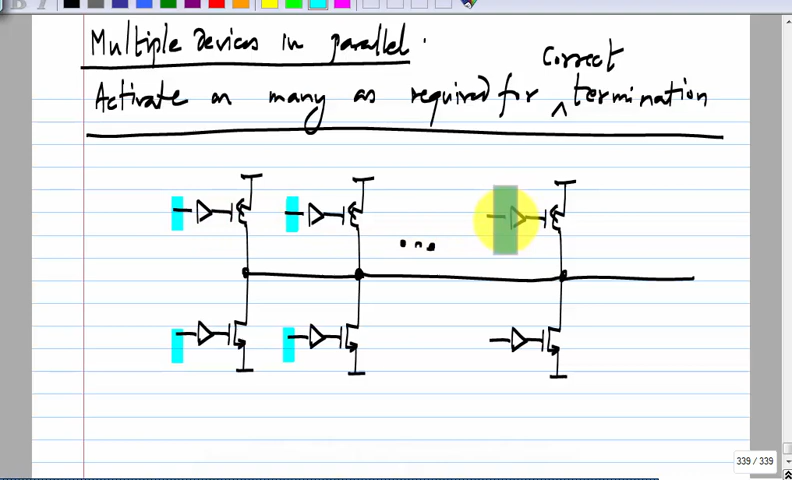 Multiple devices in parallel.
Correct
Activate as many as required for ^ termination
339 / 339